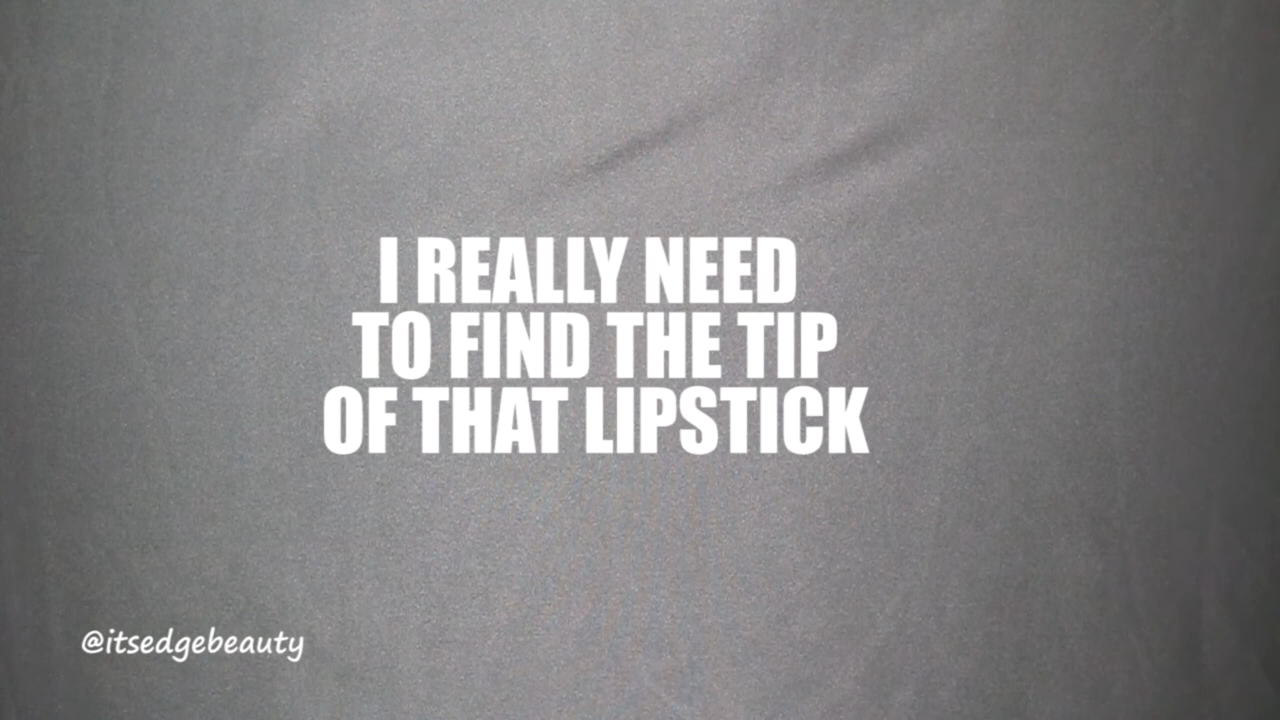 I REALLY NEED
TO FIND THE TIP
OF THAT LIPSTICK
@itsedgebeauty